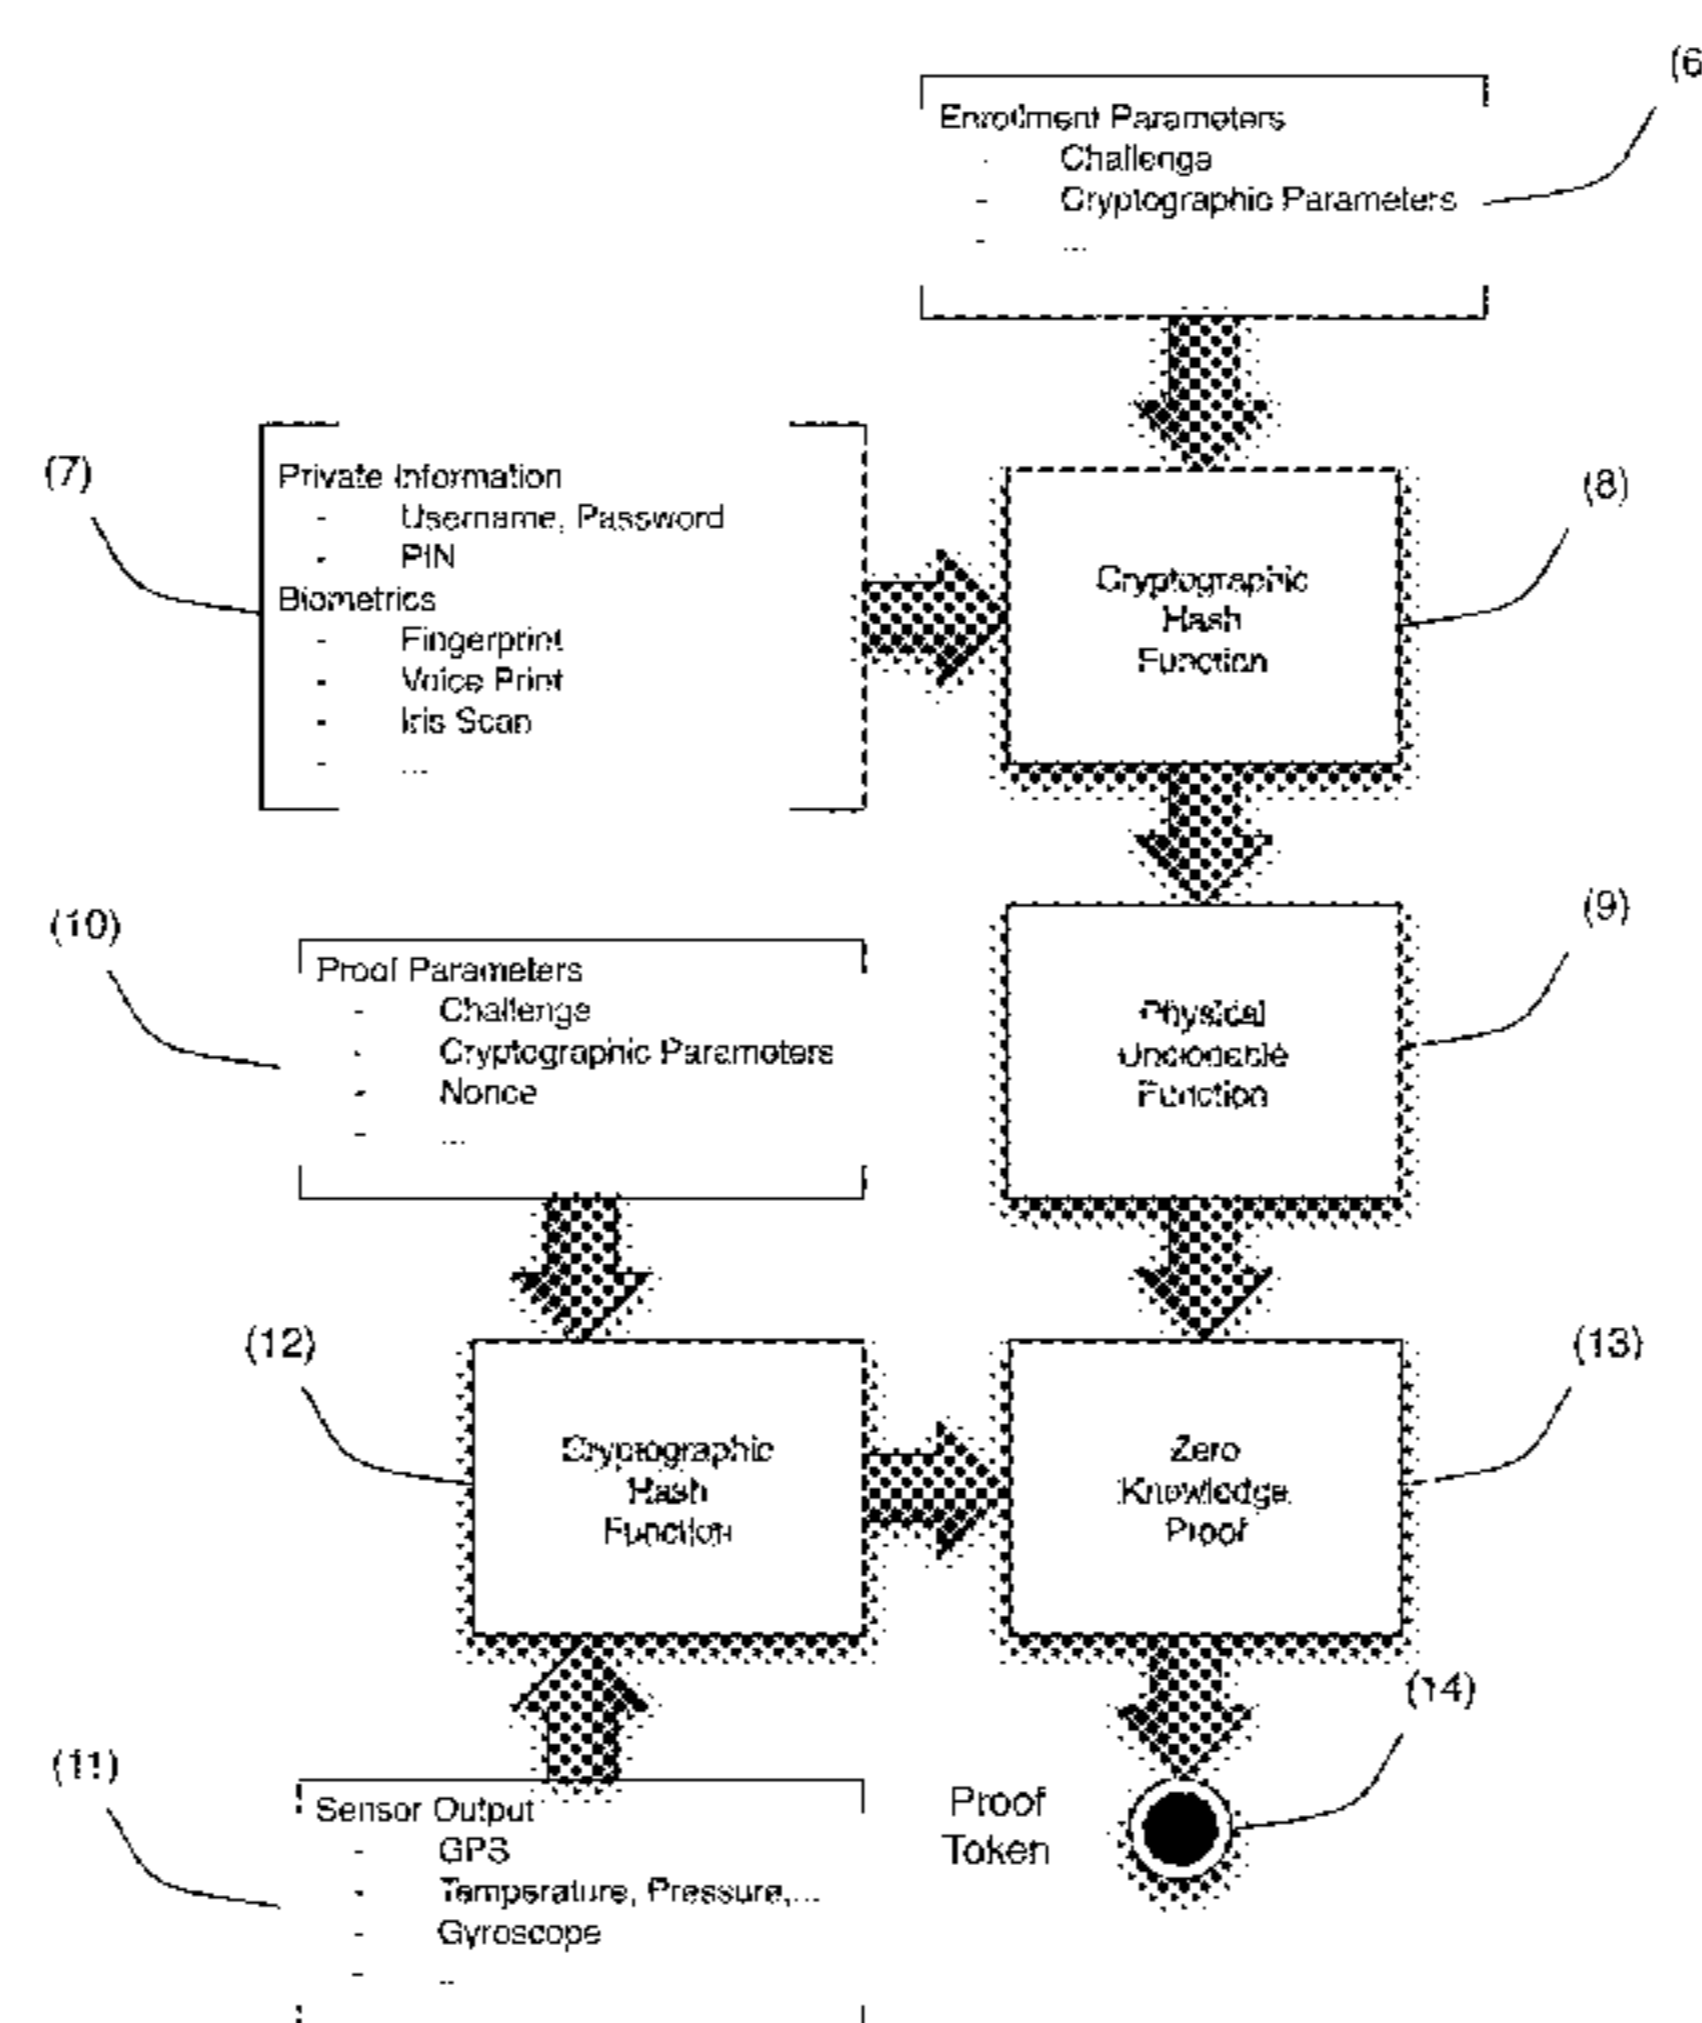 (6
Enrollment Parameters
- Challenge
- Cryptographic Parameters
- ...
(7)
Private Information
- Username, Password
- PIN
Biometrics
- Fingerprint
- Voice Print
- Iris Scan
- ...
(8)
Cryptographic
Hash
Function
(9)
Physical
Unclonable
Function
(10)
Proof Parameters
- Challenge
- Cryptographic Parameters
- Nonce
- ...
(12)
Cryptographic
Hash
Function
(13)
Zero
Knowledge
Proof
(14)
Proof
Token
(11)
Sensor Output
- GPS
- Temperature, Pressure,...
- Gyroscope
- ..